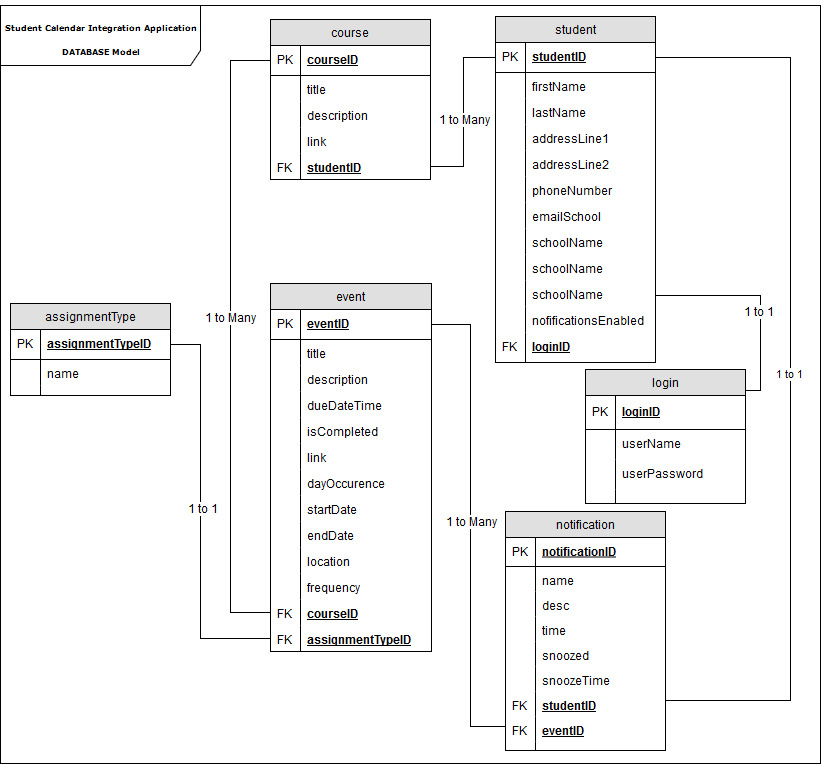 Student Calendar Integration Application
DATABASE Model
course
PK courseID
title
description
link
FK studentID
student
PK studentID
firstName
lastName
addressLine1
addressLine2
phoneNumber
emailSchool
schoolName
schoolName
schoolName
nofificationsEnabled
FK loginID
1 to Many
assignmentType
PK assignmentTypeID
name
1 to Many
1 to 1
event
PK eventID
title
description
dueDateTime
isCompleted
link
dayOccurence
startDate
endDate
location
frequency
FK courseID
FK assignmentTypeID
1 to 1
1 to 1
login
PK loginID
userName
userPassword
1 to Many
notification
PK notificationID
name
desc
time
snoozed
snoozeTime
FK studentID
FK eventID